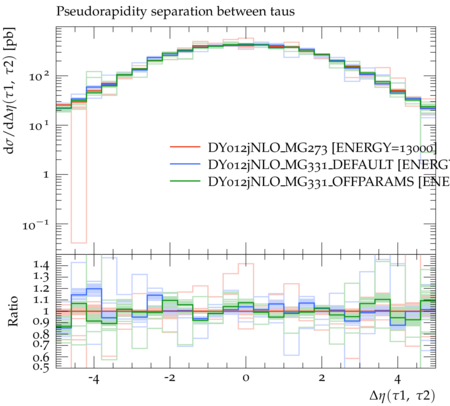 Pseudorapidity separation between taus
dσ/dΔη(τ1, τ2) [pb]
10²
10¹
1
10⁻¹
DY012jNLO_MG273 [ENERGY=13000]
DY012jNLO_MG331_DEFAULT [ENERG
DY012jNLO_MG331_OFFPARAMS [ENE
Ratio
1.4
1.3
1.2
1.1
1
0.9
0.8
0.7
0.6
0.5
-4 -2 0 2 4
Δη(τ1, τ2)